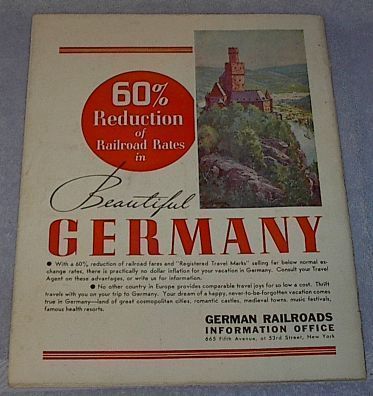 60%
Reduction
of
Railroad Rates
in
Beautiful
GERMANY
● With a 60% reduction of railroad fares and "Registered Travel Marks" selling far below normal ex-
change rates, there is practically no dollar inflation for your vacation in Germany. Consult your Travel
Agent on these advantages, or write us for information.
● No other country in Europe provides comparable travel joys for so low a cost. Thrift
travels with you on your trip to Germany. Your dream of a happy, never-to-be-forgotten vacation comes
true in Germany—land of great cosmopolitan cities, romantic castles, medieval towns, music festivals,
famous health resorts.
GERMAN RAILROADS
INFORMATION OFFICE
665 Fifth Avenue, at 53rd Street, New York